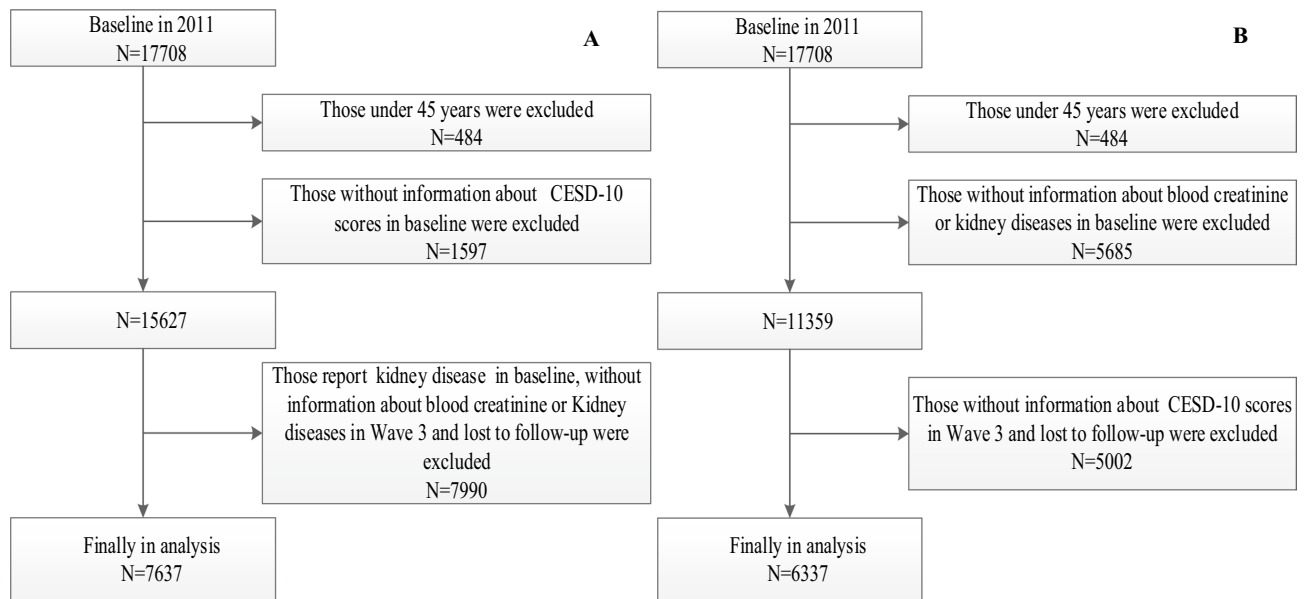 Baseline in 2011
N=17708
A
Those under 45 years were excluded
N=484
Those without information about CESD-10
scores in baseline were excluded
N=1597
N=15627
Those report kidney disease in baseline, without
information about blood creatinine or Kidney
diseases in Wave 3 and lost to follow-up were
excluded
N=7990
Finally in analysis
N=7637
Baseline in 2011
N=17708
B
Those under 45 years were excluded
N=484
Those without information about blood creatinine
or kidney diseases in baseline were excluded
N=5685
N=11359
Those without information about CESD-10 scores
in Wave 3 and lost to follow-up were excluded
N=5002
Finally in analysis
N=6337